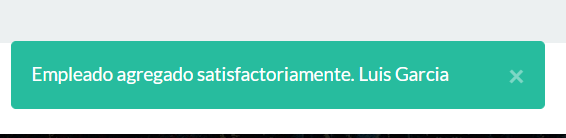 Empleado agregado satisfactoriamente. Luis Garcia ×